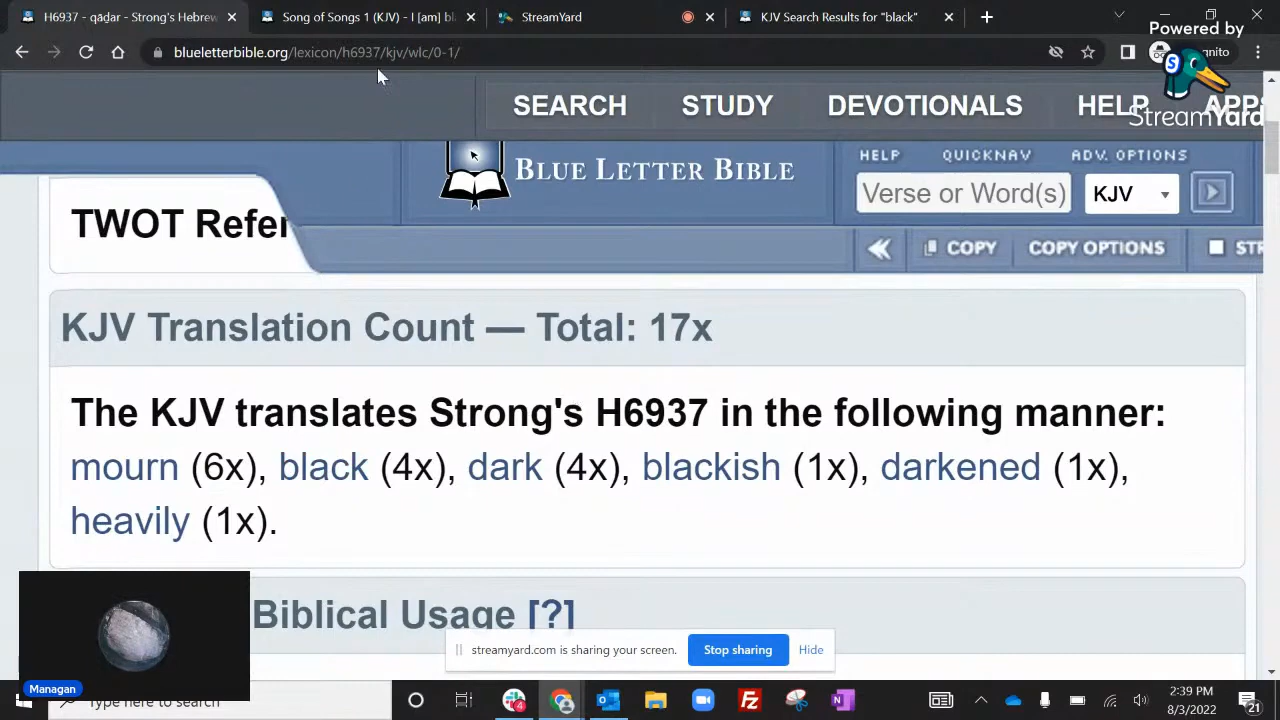 H6937 - qāḏar - Strong's Hebrew
Song of Songs 1 (KJV) - I [am] bl
StreamYard
KJV Search Results for "black"
Powered by
blueletterbible.org/lexicon/h6937/kjv/wlc/0-1/
StreamYard
SEARCH STUDY DEVOTIONALS HELP APPS
BLUE LETTER BIBLE
HELP QUICKNAV ADV. OPTIONS
Verse or Word(s) KJV
TWOT Refer
COPY COPY OPTIONS STR
KJV Translation Count — Total: 17x
The KJV translates Strong's H6937 in the following manner:
mourn (6x), black (4x), dark (4x), blackish (1x), darkened (1x),
heavily (1x).
Biblical Usage [?]
streamyard.com is sharing your screen. Stop sharing Hide
Managan
Type here to search
4
N
2:39 PM
8/3/2022
21